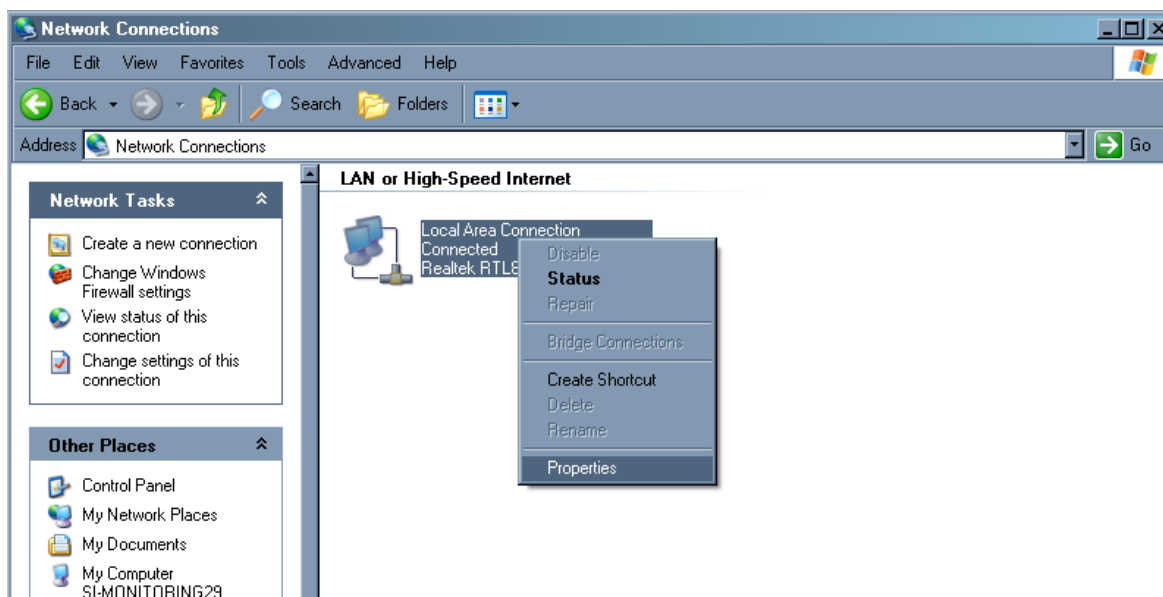 Network Connections
File Edit View Favorites Tools Advanced Help
Back Search Folders
Address Network Connections Go
Network Tasks
Create a new connection
Change Windows
Firewall settings
View status of this
connection
Change settings of this
connection
Other Places
Control Panel
My Network Places
My Documents
My Computer
SI-MONITORING29
LAN or High-Speed Internet
Local Area Connection
Connected
Realtek
Disable
Status
Repair
Bridge Connections
Create Shortcut
Delete
Rename
Properties